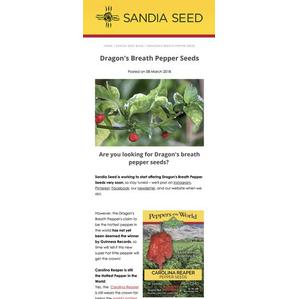 SANDIA SEED
HOME / SANDIA SEED BLOG / DRAGON'S BREATH PEPPER SEEDS
Dragon's Breath Pepper Seeds
Posted on 08 March 2018
Are you looking for Dragon's breath
pepper seeds?
Sandia Seed is working to start offering Dragon's Breath Pepper
Seeds very soon, so stay tuned - we'll post on Instagram,
Pinterest, Facebook, our newsletter, and our website when we
do.
However, the Dragon's
Breath Pepper's claim to
be the hottest pepper in
the world has not yet
been deemed the winner
by Guinness Records, so
time will tell if this new
super hot little pepper will
get the crown!
Carolina Reaper is still
the Hottest Pepper in
the World.
Yes, the Carolina Reaper
is still wears the crown for
Peppers of the World
CAROLINA REAPER
PEPPER SEEDS